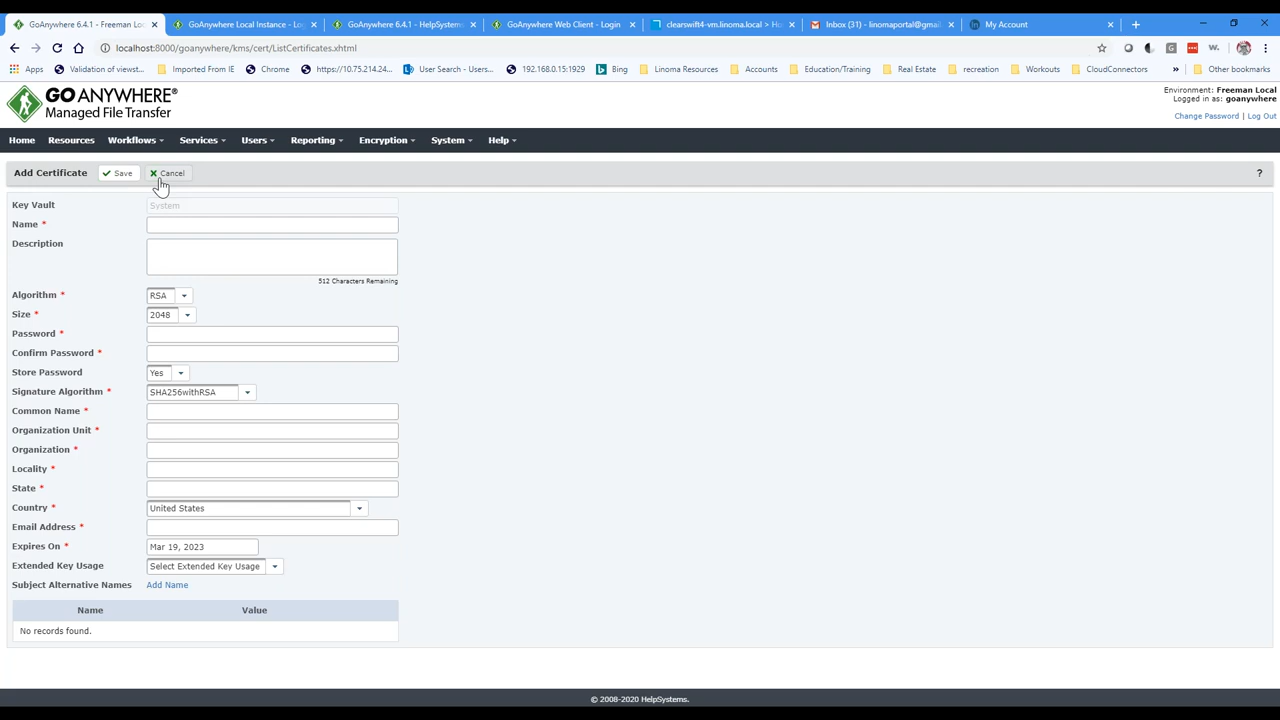 GoAnywhere 6.4.1 - Freeman Loc
GoAnywhere Local Instance - Lo
GoAnywhere 6.4.1 - HelpSystems
GoAnywhere Web Client - Login
clearswift4-vm.linoma.local > Ho
Inbox (31) - linomaportal@gmai
My Account
localhost:8000/goanywhere/kms/cert/ListCertificates.xhtml
Apps
Validation of viewst...
Imported From IE
Chrome
https://10.75.214.24...
User Search - Users...
192.168.0.15:1929
Bing
Linoma Resources
Accounts
Education/Training
Real Estate
recreation
Workouts
CloudConnectors
»
Other bookmarks
GO ANYWHERE®
Managed File Transfer
Environment: Freeman Local
Logged in as: goanywhere
Change Password | Log Out
Home Resources Workflows Services Users Reporting Encryption System Help
Add Certificate Save Cancel ?
Key Vault System
Name *
Description
512 Characters Remaining
Algorithm * RSA
Size * 2048
Password *
Confirm Password *
Store Password Yes
Signature Algorithm * SHA256withRSA
Common Name *
Organization Unit *
Organization *
Locality *
State *
Country * United States
Email Address *
Expires On * Mar 19, 2023
Extended Key Usage Select Extended Key Usage
Subject Alternative Names Add Name
Name Value
No records found.
© 2008-2020 HelpSystems.